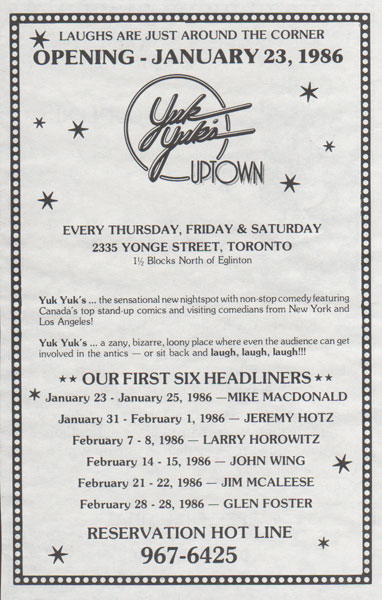 LAUGHS ARE JUST AROUND THE CORNER
OPENING - JANUARY 23, 1986
Yuk
Yuk's
UPTOWN
EVERY THURSDAY, FRIDAY & SATURDAY
2335 YONGE STREET, TORONTO
1½ Blocks North of Eglinton
Yuk Yuk's ... the sensational new nightspot with non-stop comedy featuring
Canada's top stand-up comics and visiting comedians from New York and
Los Angeles!
Yuk Yuk's ... a zany, bizarre, loony place where even the audience can get
involved in the antics — or sit back and laugh, laugh, laugh!!!
★★ OUR FIRST SIX HEADLINERS ★★
January 23 - January 25, 1986 —MIKE MACDONALD
January 31 - February 1, 1986 — JEREMY HOTZ
February 7 - 8, 1986 — LARRY HOROWITZ
February 14 - 15, 1986 — JOHN WING
February 21 - 22, 1986 — JIM MCALEESE
February 28 - 28, 1986 — GLEN FOSTER
RESERVATION HOT LINE
967-6425